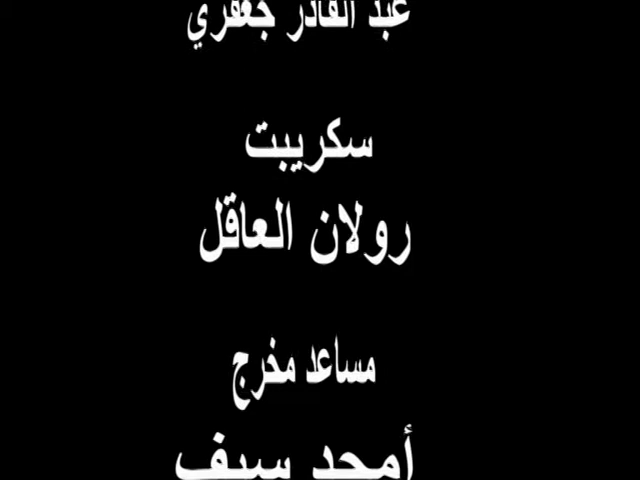 عبد القادر جعفري
سكريبت
رولان العاقل
مساعد مخرج
أمجد سيف